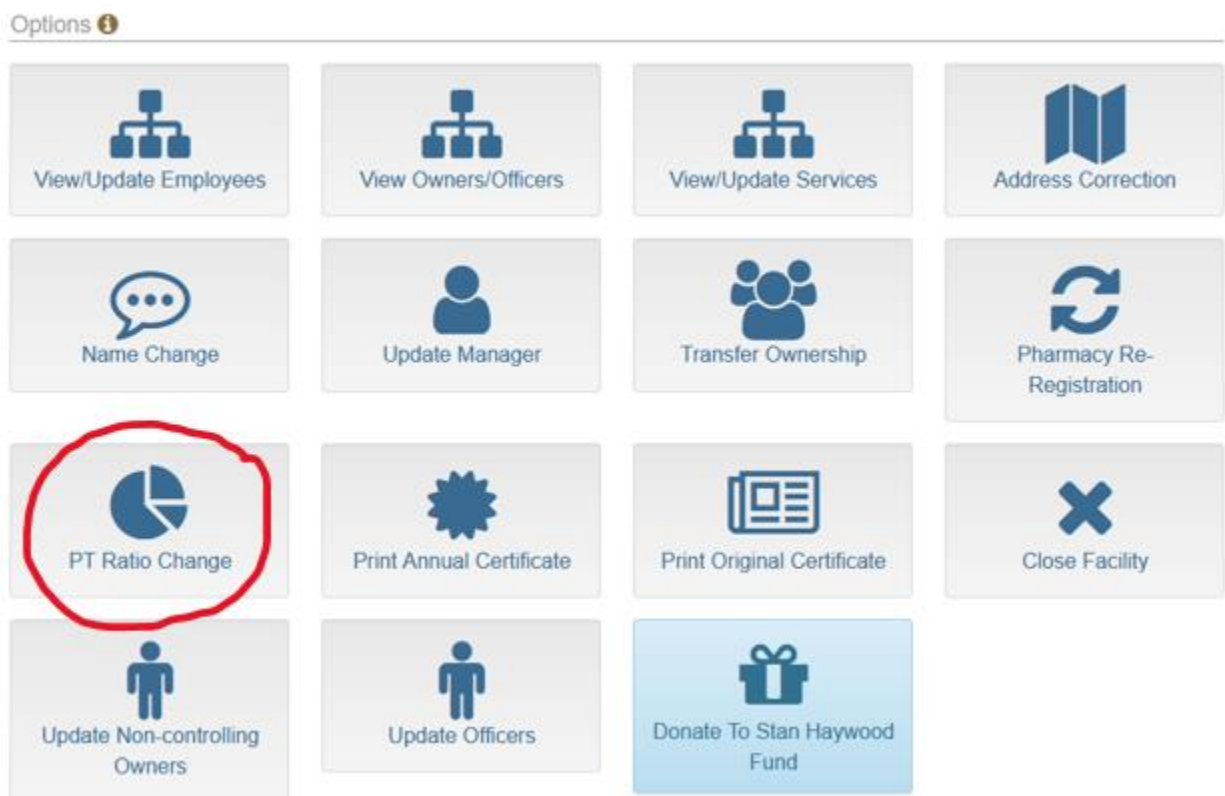 Options
View/Update Employees
View Owners/Officers
View/Update Services
Address Correction
Name Change
Update Manager
Transfer Ownership
Pharmacy Re-
Registration
PT Ratio Change
Print Annual Certificate
Print Original Certificate
Close Facility
Update Non-controlling
Owners
Update Officers
Donate To Stan Haywood
Fund